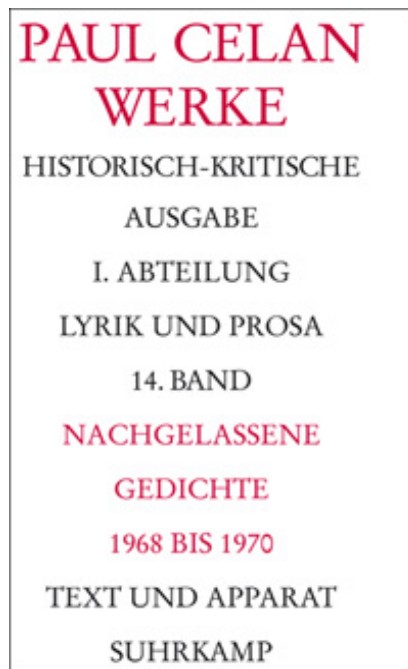 PAUL CELAN
WERKE
HISTORISCH-KRITISCHE
AUSGABE
I. ABTEILUNG
LYRIK UND PROSA
14. BAND
NACHGELASSENE
GEDICHTE
1968 BIS 1970
TEXT UND APPARAT
SUHRKAMP